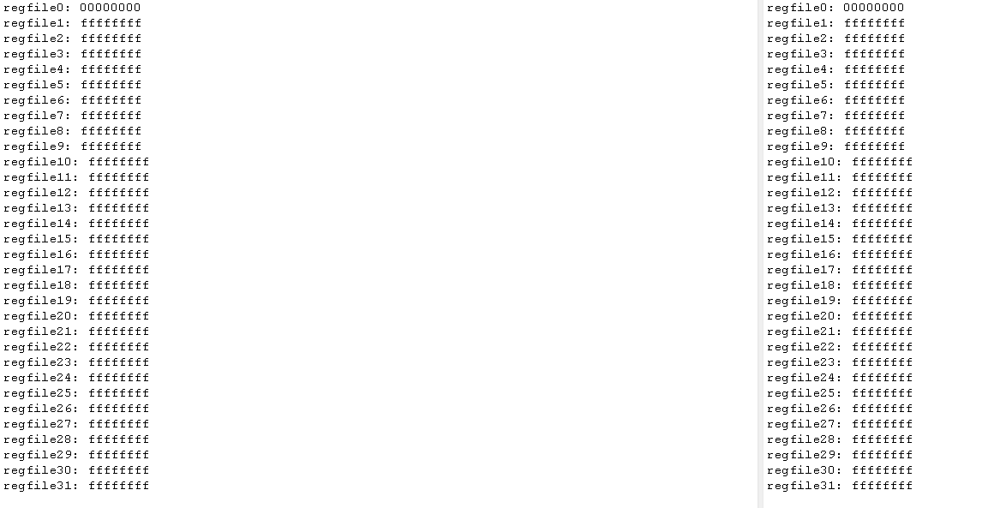 regfile0: 00000000
regfile1: ffffffff
regfile2: ffffffff
regfile3: ffffffff
regfile4: ffffffff
regfile5: ffffffff
regfile6: ffffffff
regfile7: ffffffff
regfile8: ffffffff
regfile9: ffffffff
regfile10: ffffffff
regfile11: ffffffff
regfile12: ffffffff
regfile13: ffffffff
regfile14: ffffffff
regfile15: ffffffff
regfile16: ffffffff
regfile17: ffffffff
regfile18: ffffffff
regfile19: ffffffff
regfile20: ffffffff
regfile21: ffffffff
regfile22: ffffffff
regfile23: ffffffff
regfile24: ffffffff
regfile25: ffffffff
regfile26: ffffffff
regfile27: ffffffff
regfile28: ffffffff
regfile29: ffffffff
regfile30: ffffffff
regfile31: ffffffff
regfile0: 00000000
regfile1: ffffffff
regfile2: ffffffff
regfile3: ffffffff
regfile4: ffffffff
regfile5: ffffffff
regfile6: ffffffff
regfile7: ffffffff
regfile8: ffffffff
regfile9: ffffffff
regfile10: ffffffff
regfile11: ffffffff
regfile12: ffffffff
regfile13: ffffffff
regfile14: ffffffff
regfile15: ffffffff
regfile16: ffffffff
regfile17: ffffffff
regfile18: ffffffff
regfile19: ffffffff
regfile20: ffffffff
regfile21: ffffffff
regfile22: ffffffff
regfile23: ffffffff
regfile24: ffffffff
regfile25: ffffffff
regfile26: ffffffff
regfile27: ffffffff
regfile28: ffffffff
regfile29: ffffffff
regfile30: ffffffff
regfile31: ffffffff